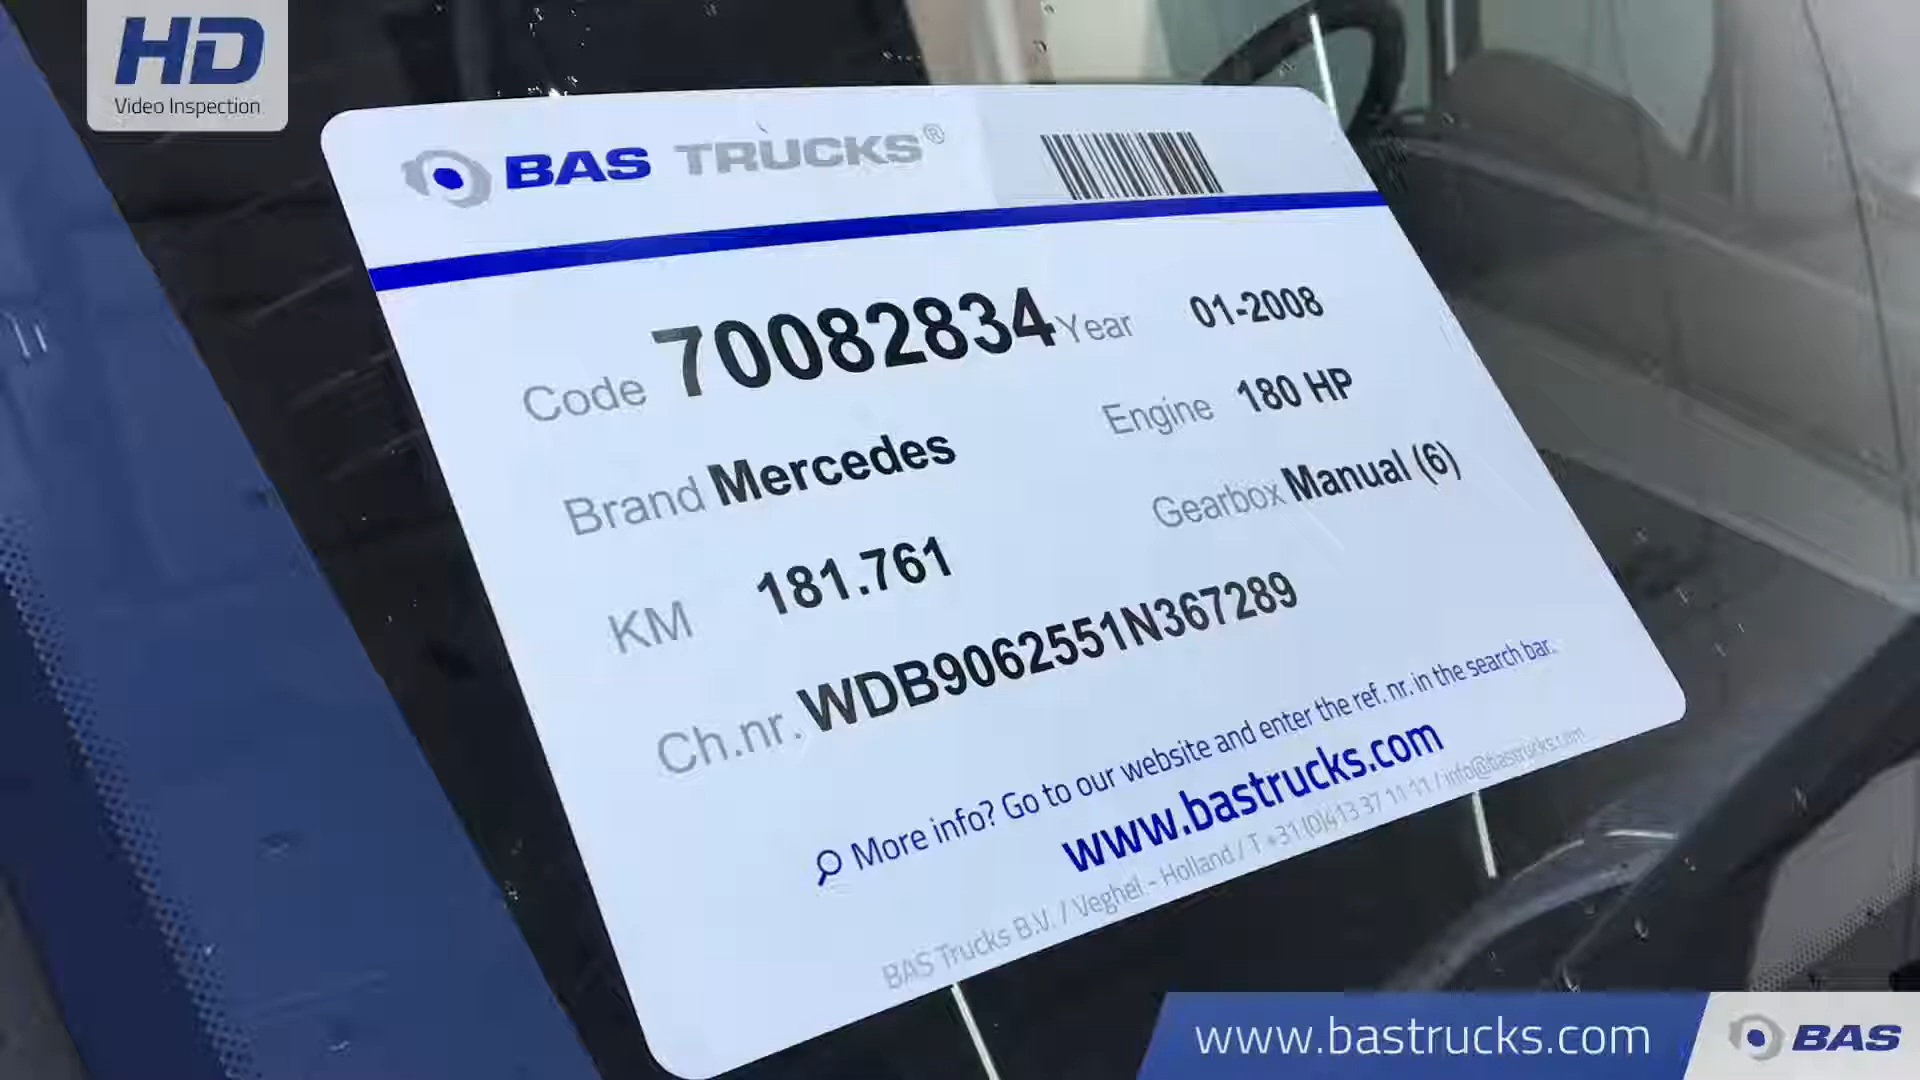 HD
Video Inspection
BAS TRUCKS®
Code 70082834
Year 01-2008
Brand Mercedes
Engine 180 HP
KM 181.761
Gearbox Manual (6)
Ch.nr. WDB9062551N367289
More info? Go to our website and enter the ref. nr. in the search bar.
www.bastrucks.com
BAS Trucks B.V. / Veghel - Holland / T +31 (0)413 37 11 11 / info@bastrucks.com
www.bastrucks.com
BAS